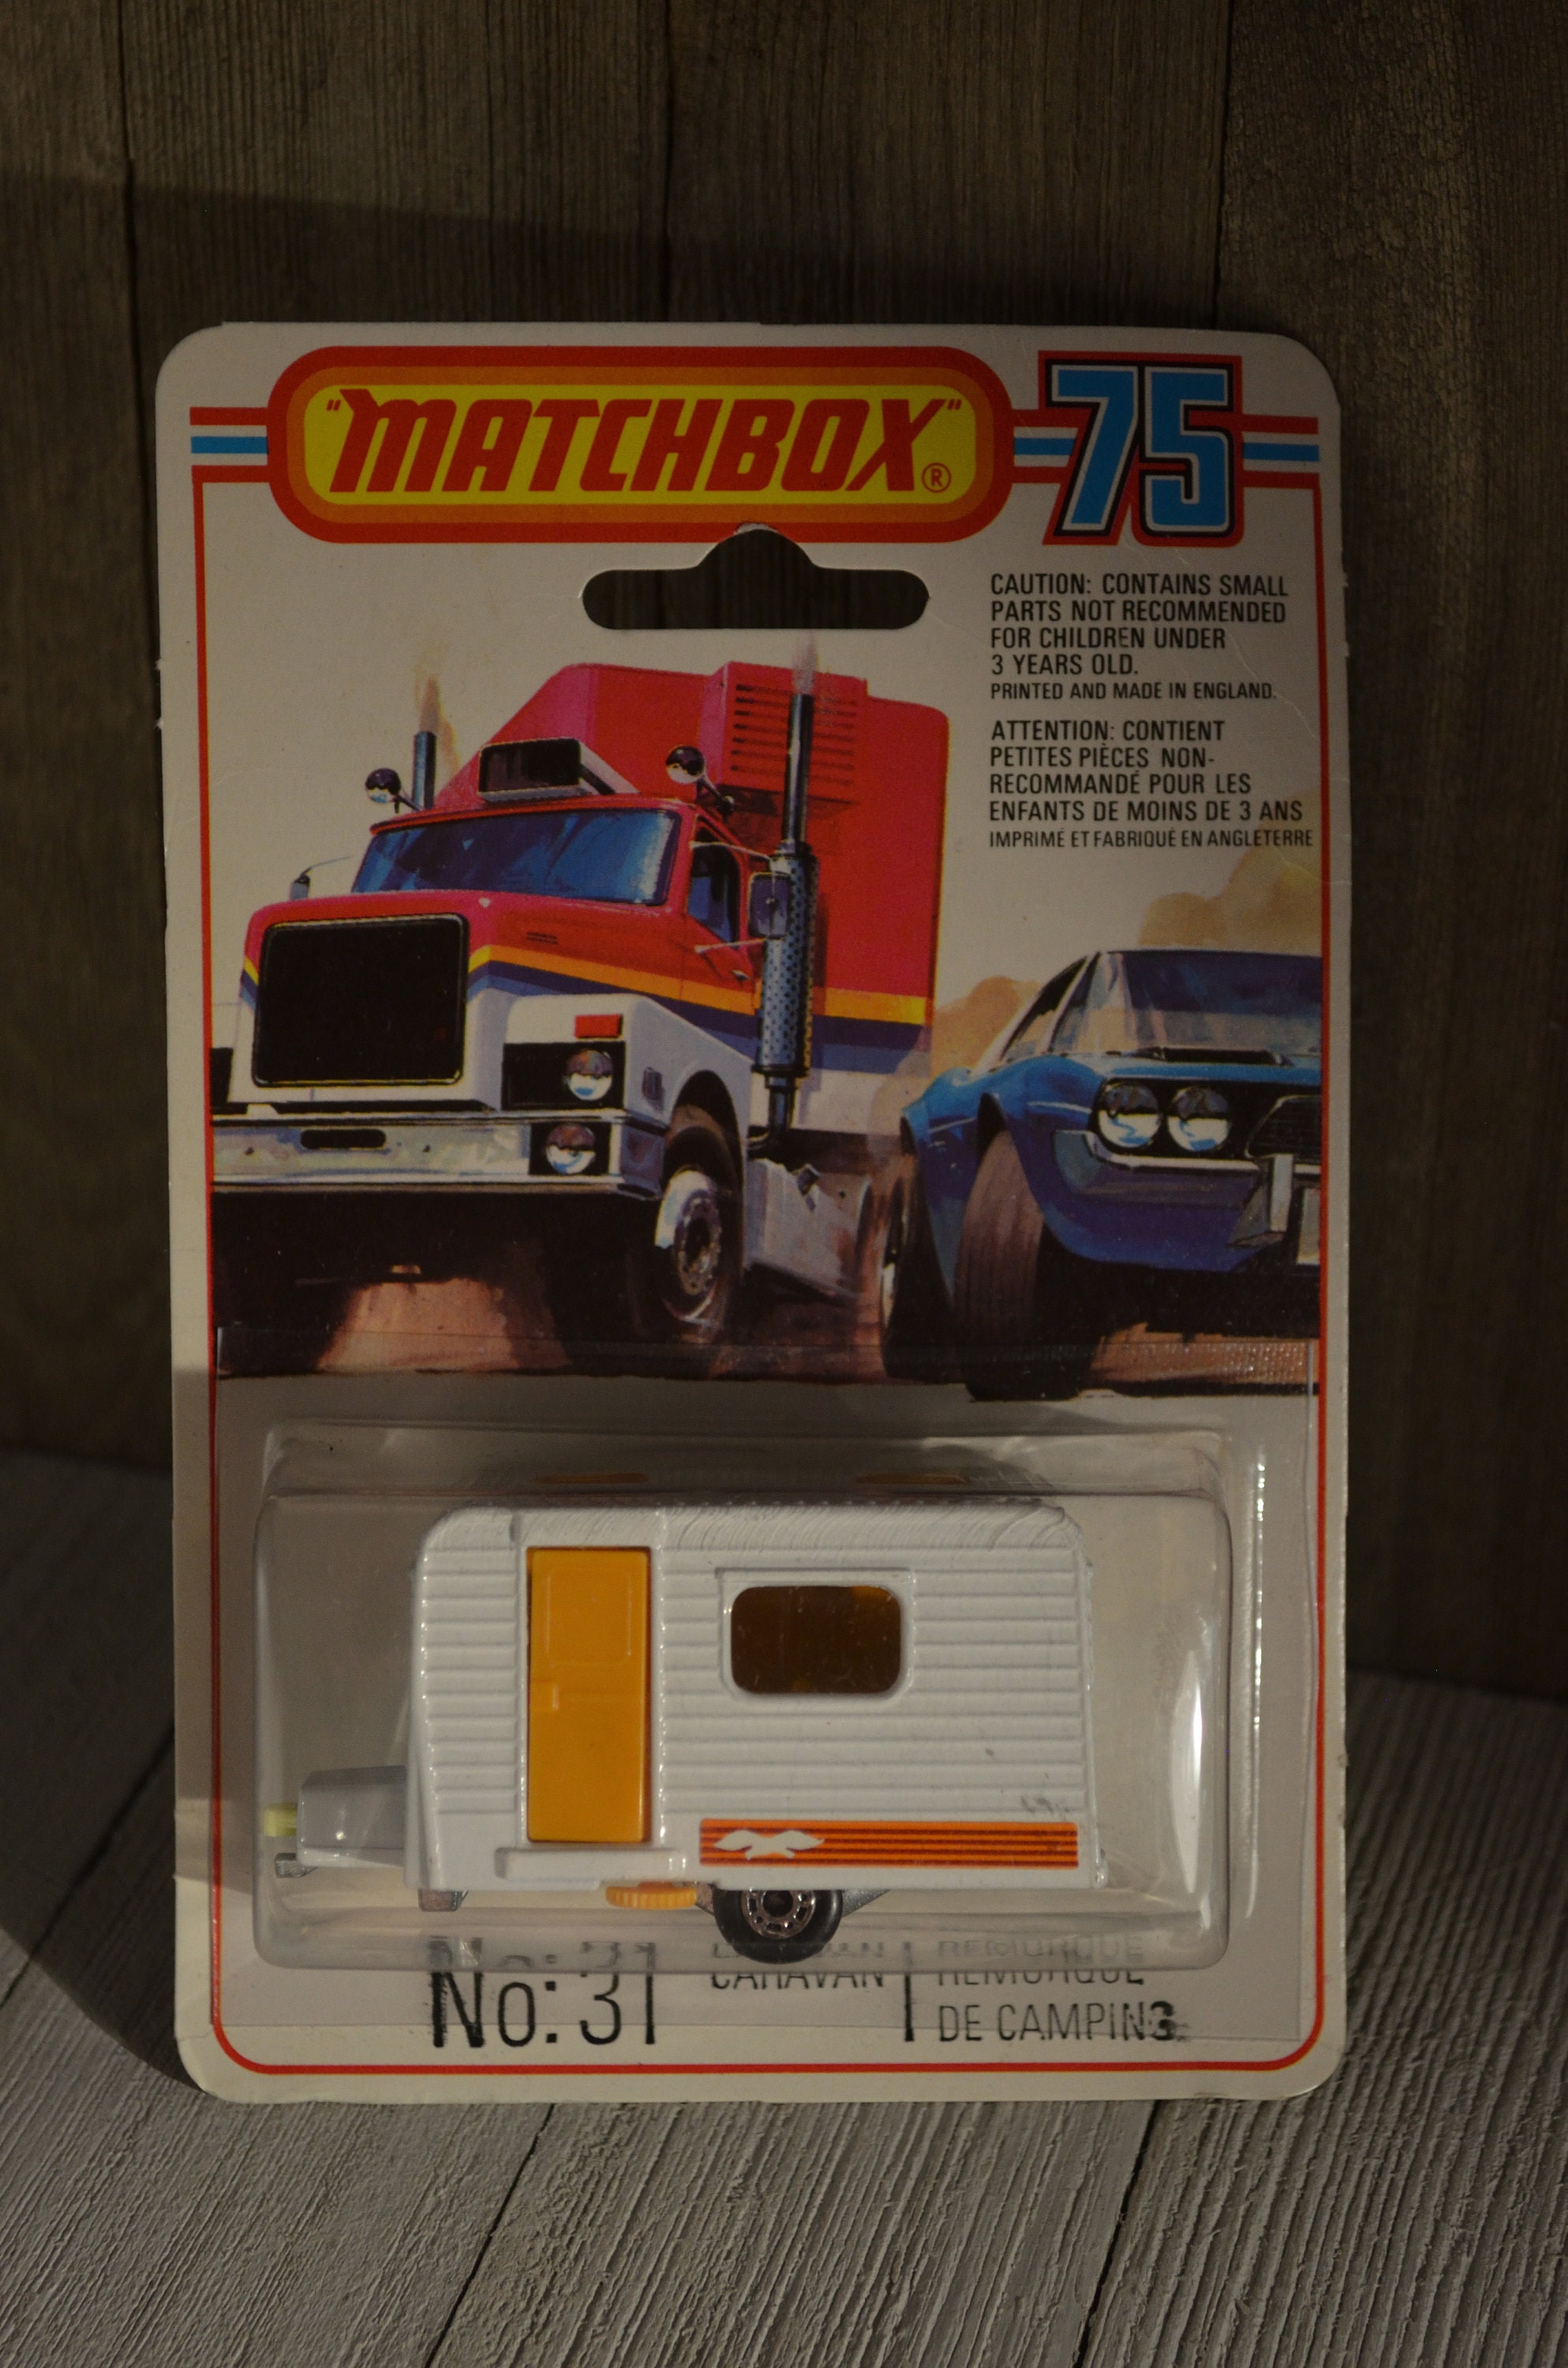 "MATCHBOX"®
75
CAUTION: CONTAINS SMALL
PARTS NOT RECOMMENDED
FOR CHILDREN UNDER
3 YEARS OLD.
PRINTED AND MADE IN ENGLAND.
ATTENTION: CONTIENT
PETITES PIÈCES NON-
RECOMMANDÉ POUR LES
ENFANTS DE MOINS DE 3 ANS
IMPRIMÉ ET FABRIQUÉ EN ANGLETERRE
No: 31
CARAVAN
REMORQUE
DE CAMPING